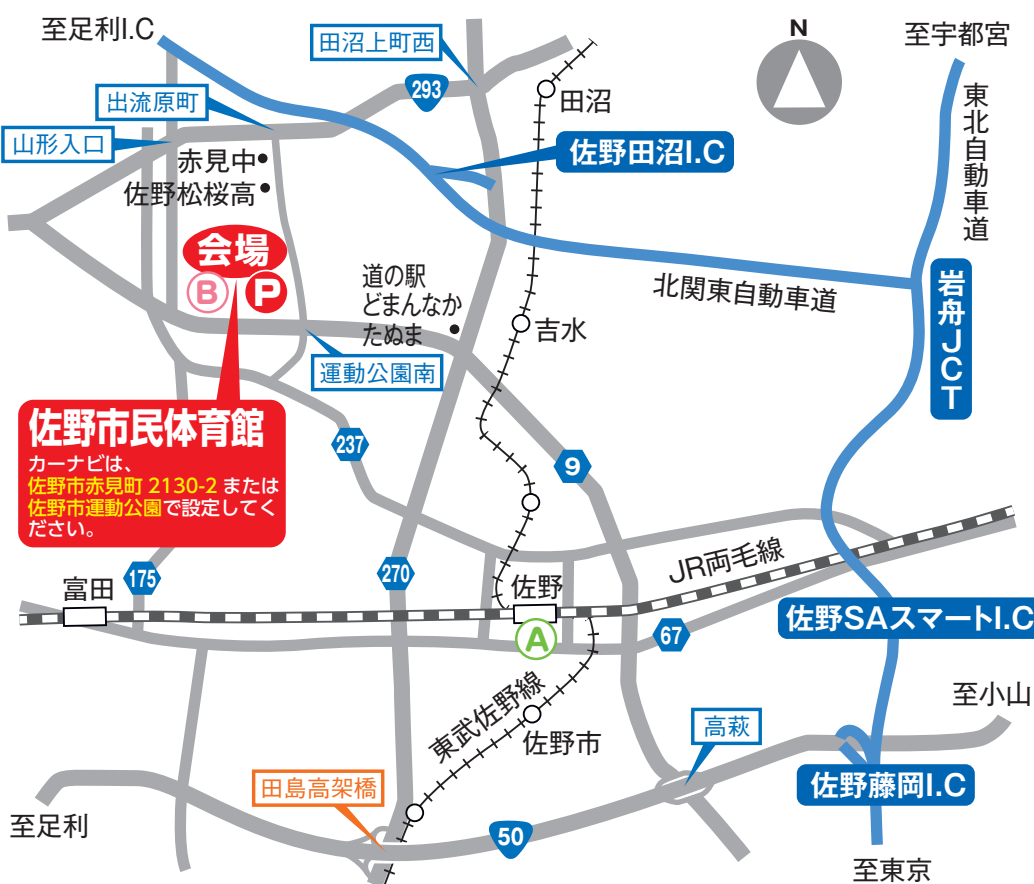 至足利I.C
田沼上町西
N
至宇都宮
出流原町
293
田沼
東北自動車道
山形入口
赤見中
佐野松桜高
佐野田沼I.C
会場
B
P
道の駅
どまんなか
たぬま
北関東自動車道
岩舟JCT
吉水
運動公園南
佐野市民体育館
カーナビは、
佐野市赤見町 2130-2 または
佐野市運動公園で設定してく
ださい。
237
9
175
270
富田
佐野
JR両毛線
A
67
佐野SAスマートI.C
東武佐野線
佐野市
高萩
至小山
田島高架橋
佐野藤岡I.C
至足利
50
至東京